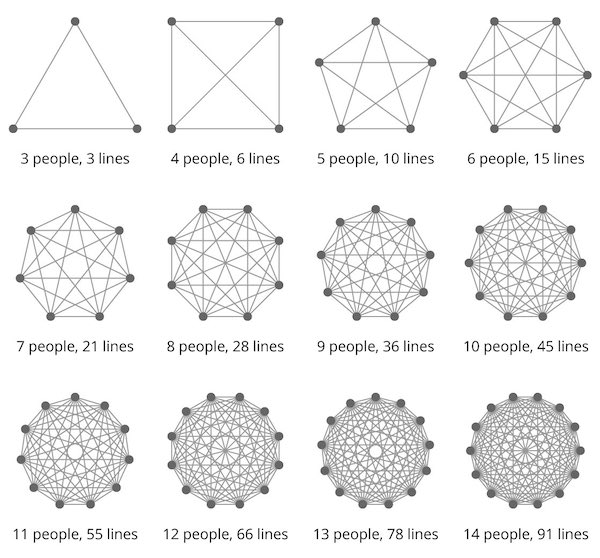 3 people, 3 lines
4 people, 6 lines
5 people, 10 lines
6 people, 15 lines
7 people, 21 lines
8 people, 28 lines
9 people, 36 lines
10 people, 45 lines
11 people, 55 lines
12 people, 66 lines
13 people, 78 lines
14 people, 91 lines